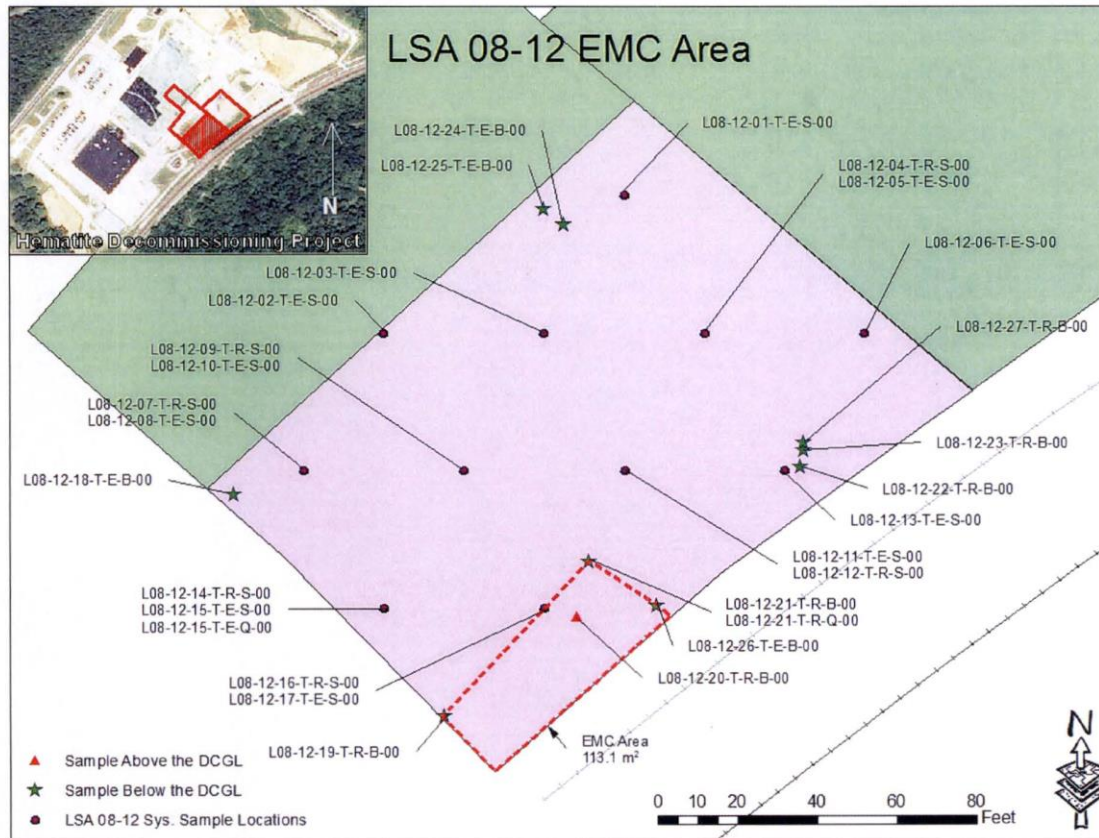 LSA 08-12 EMC Area
N
Hematite Decommissioning Project
L08-12-24-T-E-B-00
L08-12-25-T-E-B-00
L08-12-01-T-E-S-00
L08-12-04-T-R-S-00
L08-12-05-T-E-S-00
L08-12-06-T-E-S-00
L08-12-03-T-E-S-00
L08-12-02-T-E-S-00
L08-12-27-T-R-B-00
L08-12-09-T-R-S-00
L08-12-10-T-E-S-00
L08-12-07-T-R-S-00
L08-12-08-T-E-S-00
L08-12-23-T-R-B-00
L08-12-18-T-E-B-00
L08-12-22-T-R-B-00
L08-12-13-T-E-S-00
L08-12-11-T-E-S-00
L08-12-12-T-R-S-00
L08-12-14-T-R-S-00
L08-12-15-T-E-S-00
L08-12-15-T-E-Q-00
L08-12-21-T-R-B-00
L08-12-21-T-R-Q-00
L08-12-26-T-E-B-00
L08-12-20-T-R-B-00
L08-12-16-T-R-S-00
L08-12-17-T-E-S-00
L08-12-19-T-R-B-00
EMC Area
113.1 m²
Sample Above the DCGL
Sample Below the DCGL
LSA 08-12 Sys. Sample Locations
0 20 40 60 80
Feet
N